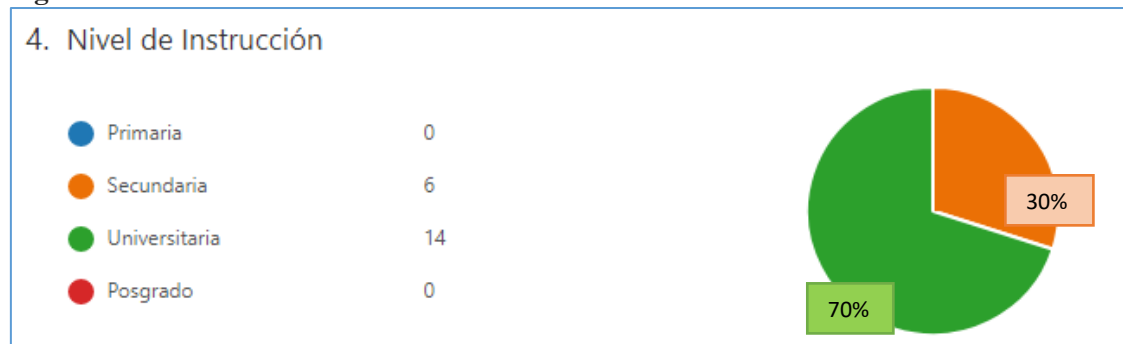 4. Nivel de Instrucción
Primaria 0
Secundaria 6
Universitaria 14
Posgrado 0
30%
70%